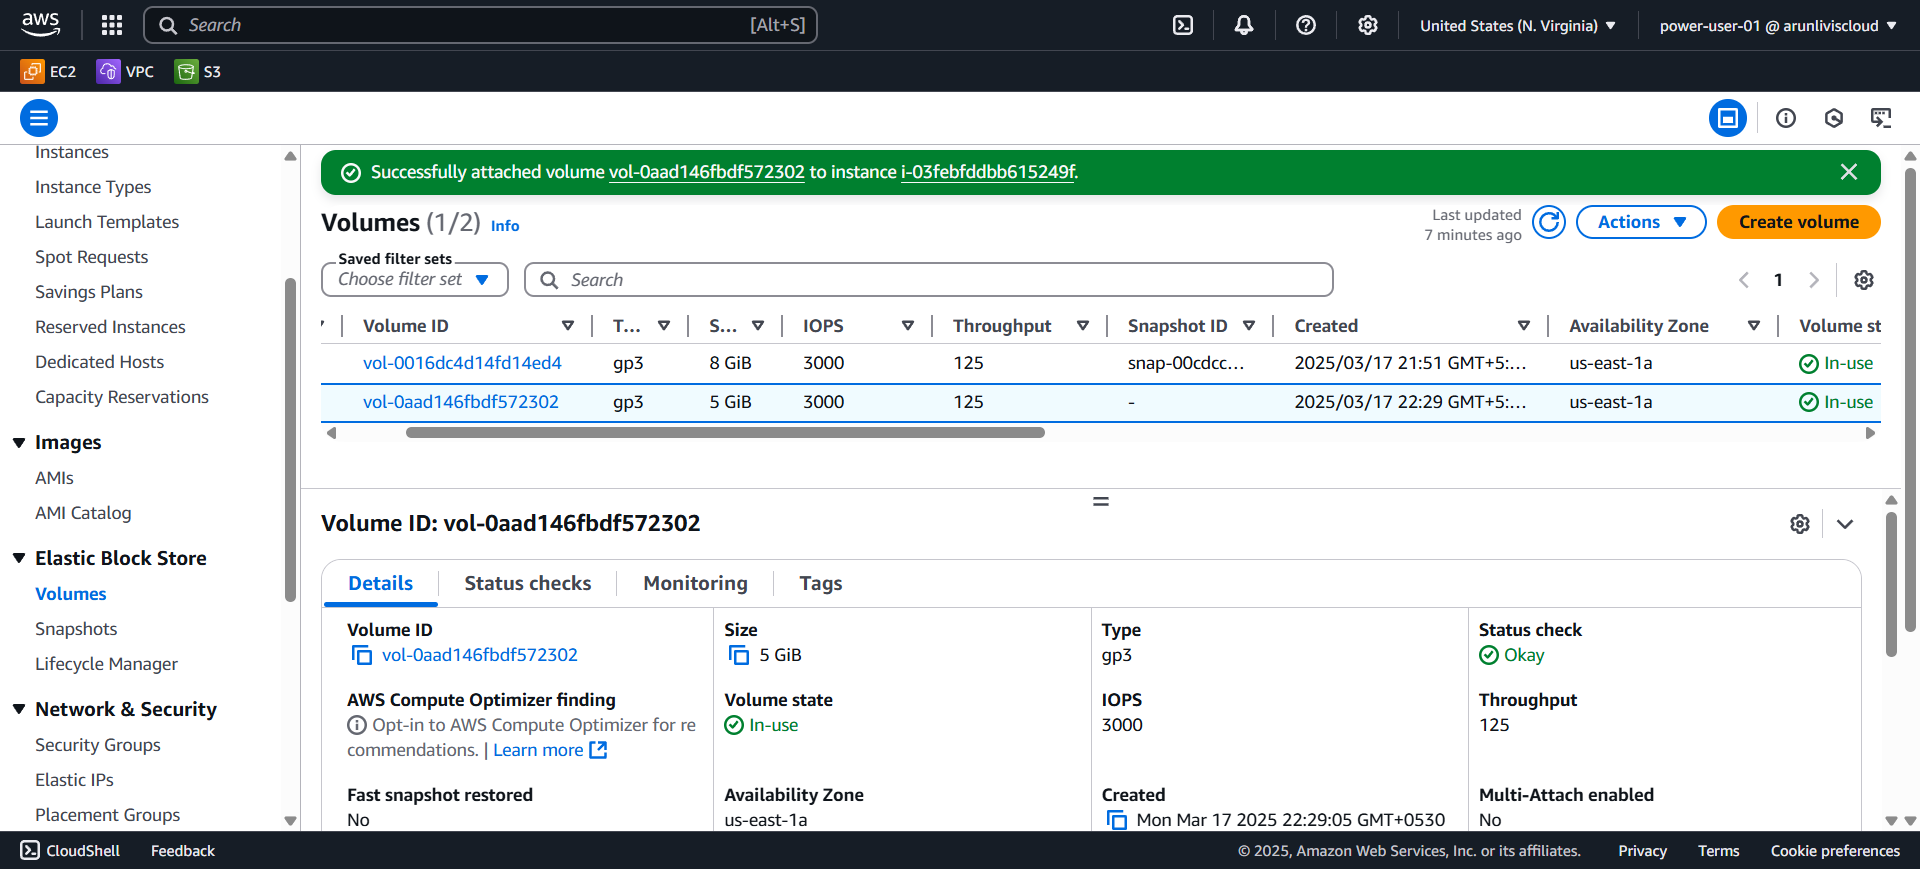 aws
Search [Alt+S]
United States (N. Virginia)
power-user-01 @ arunliviscloud
EC2 VPC S3
Instances
Instance Types
Launch Templates
Spot Requests
Savings Plans
Reserved Instances
Dedicated Hosts
Capacity Reservations
Images
AMIs
AMI Catalog
Elastic Block Store
Volumes
Snapshots
Lifecycle Manager
Network & Security
Security Groups
Elastic IPs
Placement Groups
Successfully attached volume vol-0aad146fbdf572302 to instance i-03febfddbb615249f.
Volumes (1/2) Info
Last updated
7 minutes ago
Actions
Create volume
Saved filter sets
Choose filter set
Search
1
Volume ID T... S... IOPS Throughput Snapshot ID Created Availability Zone Volume st
vol-0016dc4d14fd14ed4 gp3 8 GiB 3000 125 snap-00cdcc... 2025/03/17 21:51 GMT+5:... us-east-1a In-use
vol-0aad146fbdf572302 gp3 5 GiB 3000 125 - 2025/03/17 22:29 GMT+5:... us-east-1a In-use
Volume ID: vol-0aad146fbdf572302
Details Status checks Monitoring Tags
Volume ID
vol-0aad146fbdf572302
Size
5 GiB
Type
gp3
Status check
Okay
AWS Compute Optimizer finding
Opt-in to AWS Compute Optimizer for re
commendations. | Learn more
Volume state
In-use
IOPS
3000
Throughput
125
Fast snapshot restored
No
Availability Zone
us-east-1a
Created
Mon Mar 17 2025 22:29:05 GMT+0530
Multi-Attach enabled
No
CloudShell Feedback
© 2025, Amazon Web Services, Inc. or its affiliates. Privacy Terms Cookie preferences